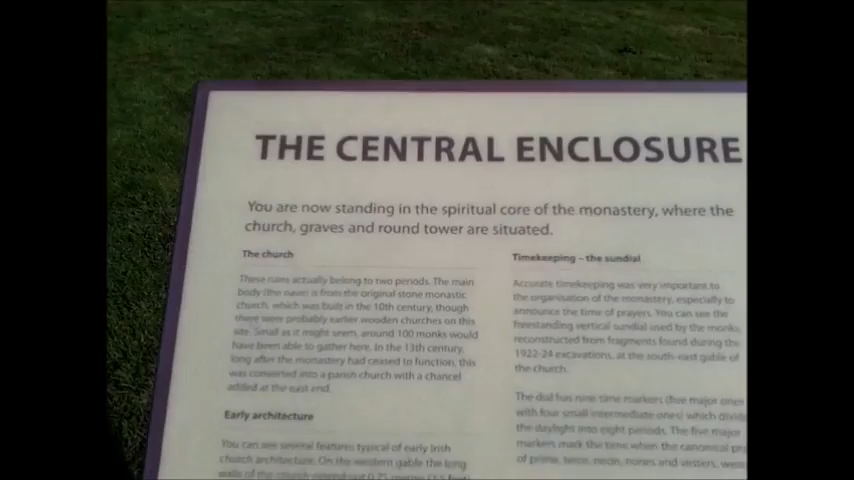 THE CENTRAL ENCLOSURE
You are now standing in the spiritual core of the monastery, where the
church, graves and round tower are situated.
The church
These ruins actually belong to two periods. The main
body (the nave) is from the original stone monastic
church, which was built in the 10th century, though
there were probably earlier wooden churches on this
site. Small as it might seem, around 100 monks would
have been able to gather here. In the 13th century,
long after the monastery had ceased to function, this
was converted into a parish church with a chancel
added at the east end.
Early architecture
You can see several features typical of early Irish
church architecture. On the western gable the long
walls of the church
Timekeeping – the sundial
Accurate timekeeping was very important to
the organisation of the monastery, especially to
announce the time of prayers. You can see the
freestanding vertical sundial used by the monks,
reconstructed from fragments found during the
1922-24 excavations, at the south-east gable of
the church.
The dial has nine time markers (five major ones
with four small intermediate ones) which divide
the daylight into eight periods. The five major
markers mark the time when the canonical
of prime, terce, necin, nones and vespers, were